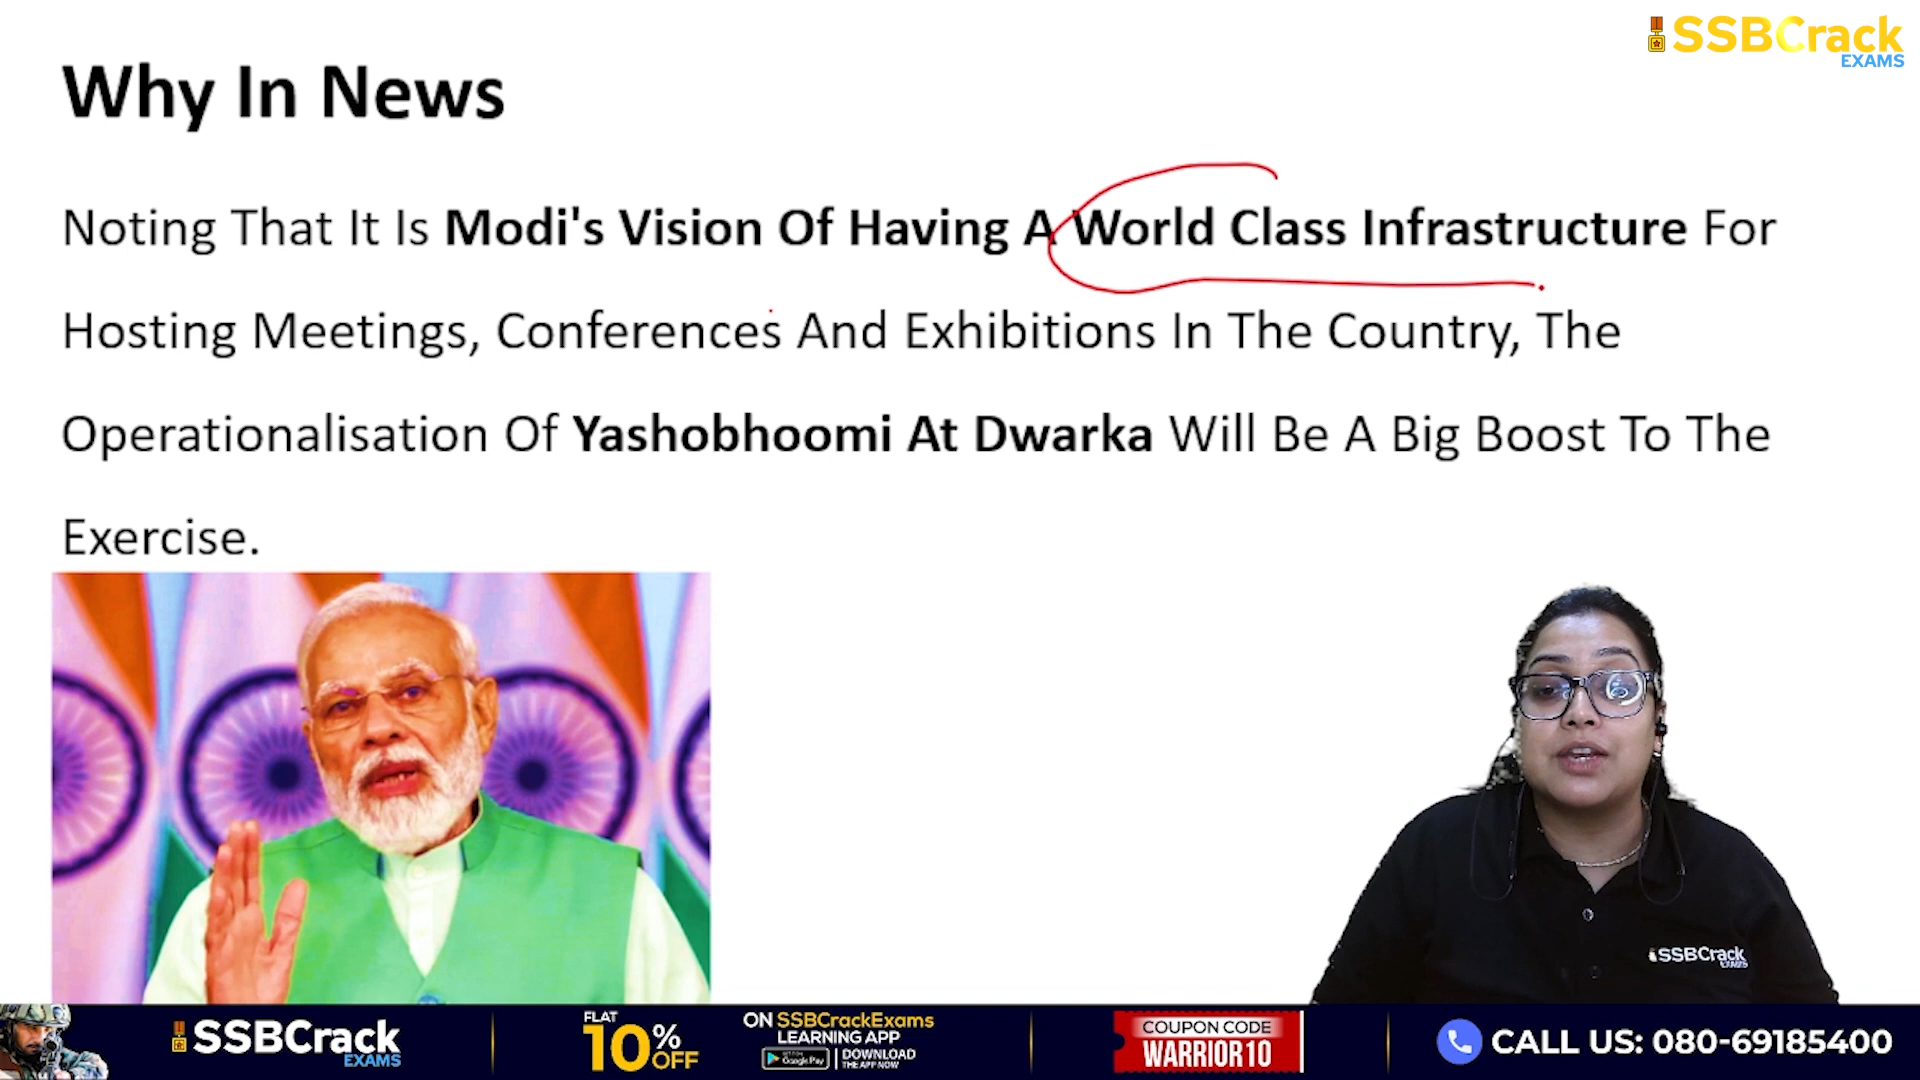 SSBCrack
EXAMS
Why In News
Noting That It Is Modi's Vision Of Having A World Class Infrastructure For
Hosting Meetings, Conferences And Exhibitions In The Country, The
Operationalisation Of Yashobhoomi At Dwarka Will Be A Big Boost To The
Exercise.
SSBCrack
EXAMS
SSBCrack
EXAMS
FLAT
10% OFF
ON SSBCrackExams
LEARNING APP
Google Play
DOWNLOAD
THE APP NOW
COUPON CODE
WARRIOR10
CALL US: 080-69185400